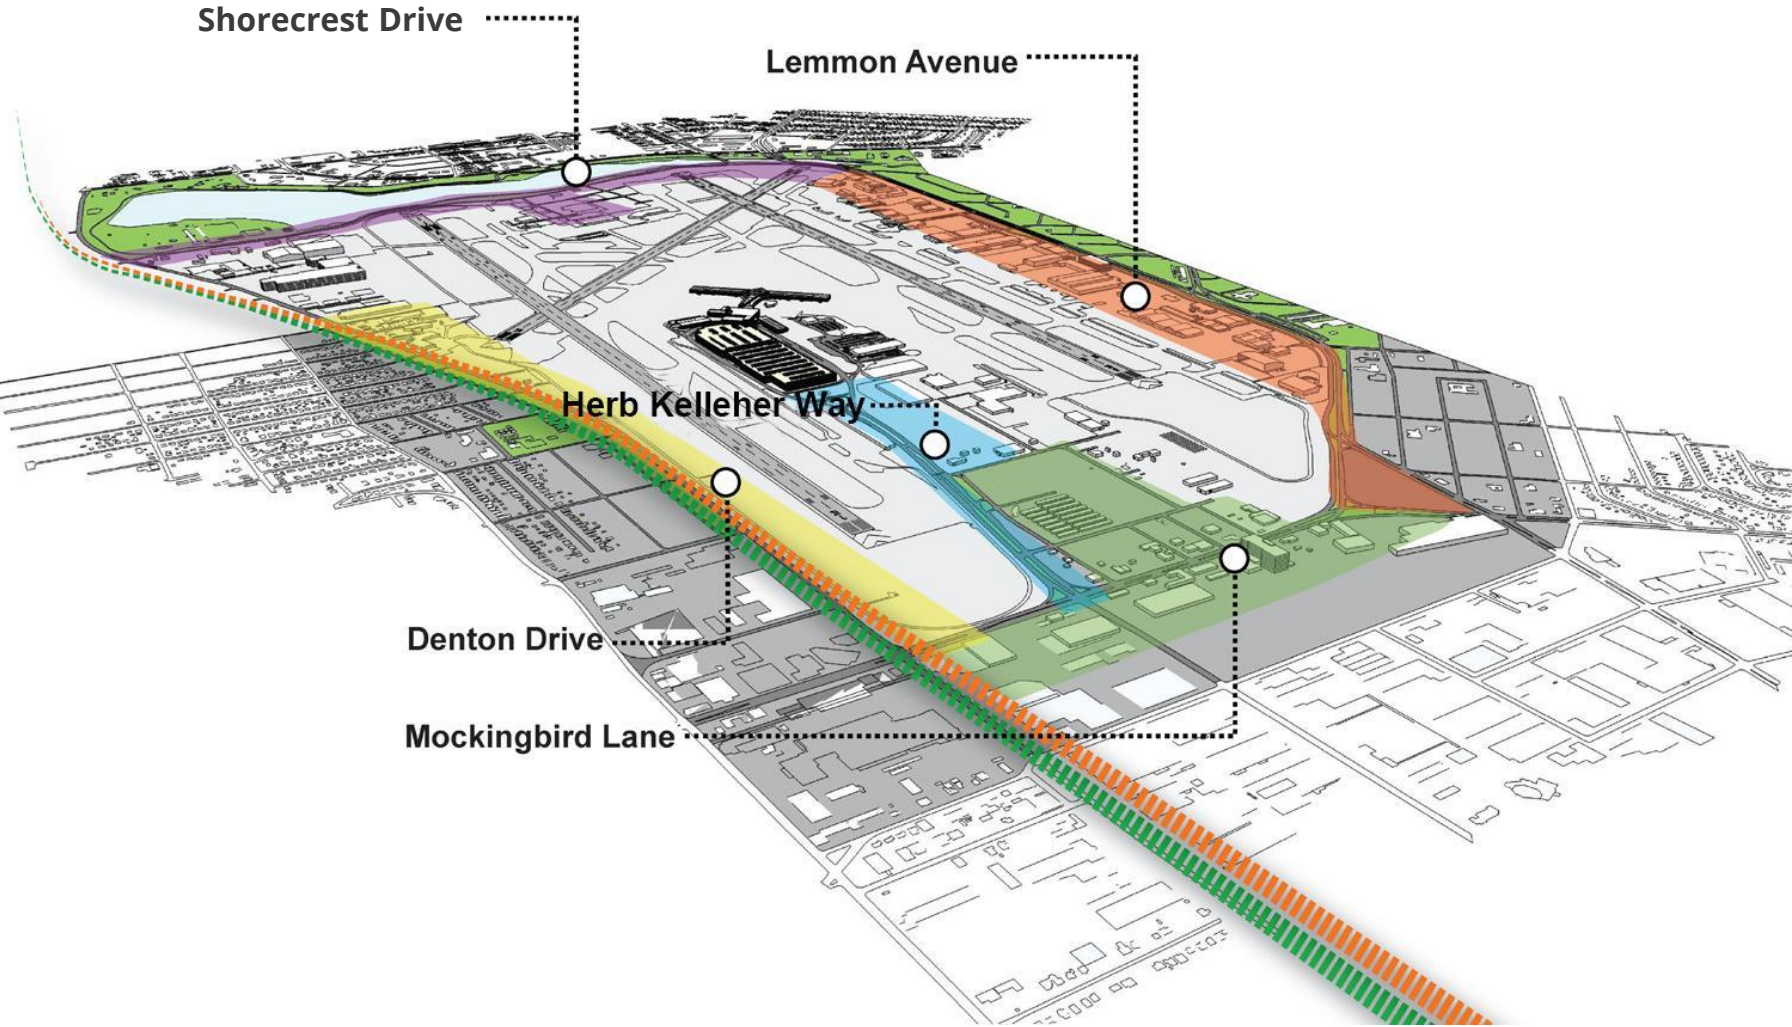 Shorecrest Drive
Lemmon Avenue
Herb Kelleher Way
Denton Drive
Mockingbird Lane